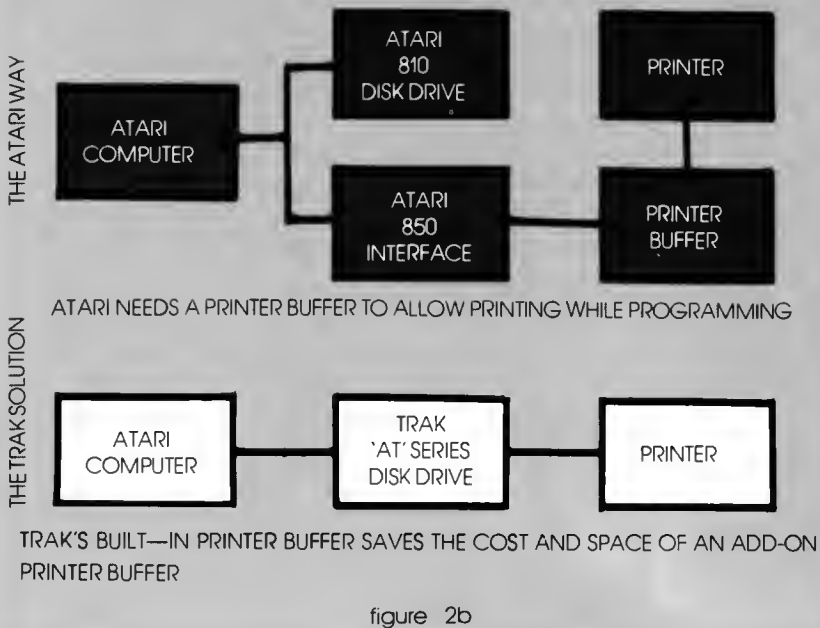 THE ATARI WAY
ATARI
COMPUTER
ATARI
810
DISK DRIVE
ATARI
850
INTERFACE
PRINTER
PRINTER
BUFFER
ATARI NEEDS A PRINTER BUFFER TO ALLOW PRINTING WHILE PROGRAMMING
THE TRAK SOLUTION
ATARI
COMPUTER
TRAK
'AT' SERIES
DISK DRIVE
PRINTER
TRAK'S BUILT—IN PRINTER BUFFER SAVES THE COST AND SPACE OF AN ADD-ON
PRINTER BUFFER
figure 2b